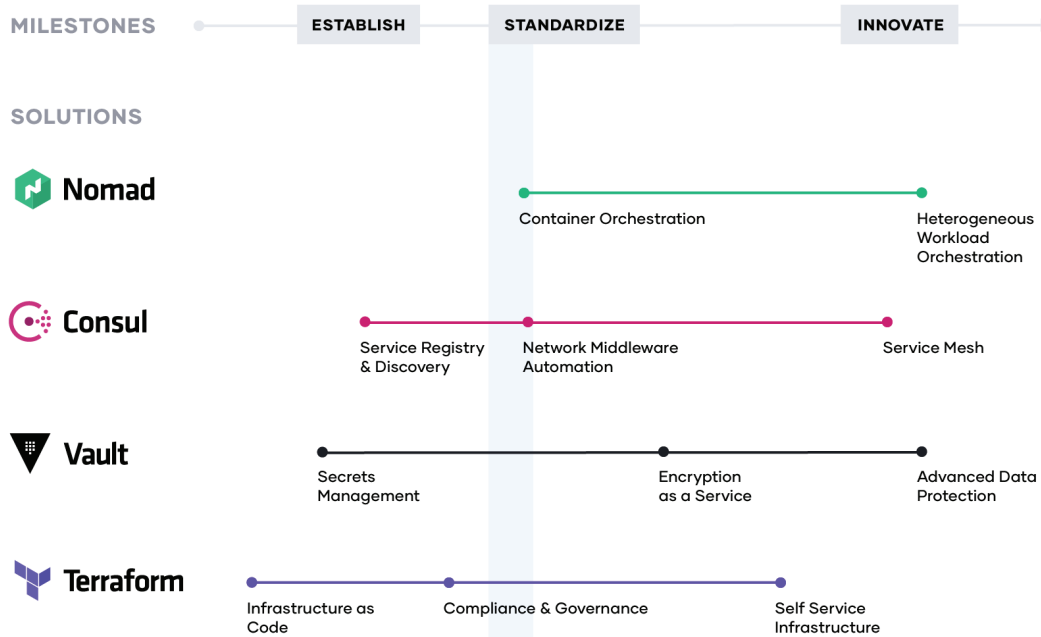 MILESTONES
ESTABLISH
STANDARDIZE
INNOVATE
SOLUTIONS
Nomad
Container Orchestration
Heterogeneous
Workload
Orchestration
Consul
Service Registry
& Discovery
Network Middleware
Automation
Service Mesh
Vault
Secrets
Management
Encryption
as a Service
Advanced Data
Protection
Terraform
Infrastructure as
Code
Compliance & Governance
Self Service
Infrastructure